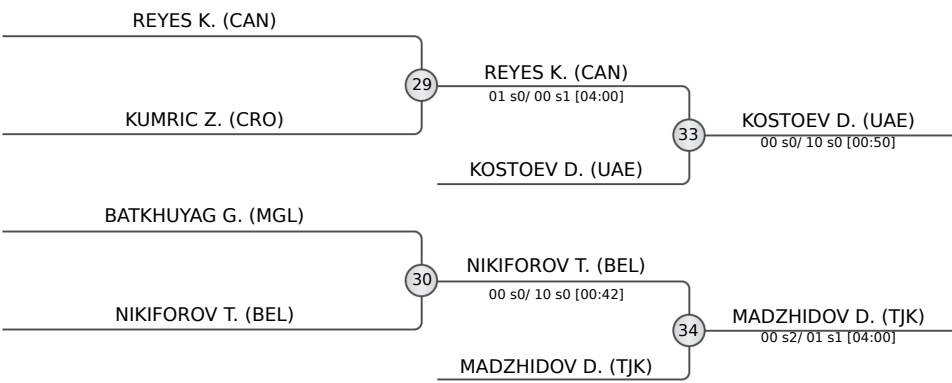 REYES K. (CAN)
29
KUMRIC Z. (CRO)
REYES K. (CAN)
01 s0/ 00 s1 [04:00]
33
KOSTOEV D. (UAE)
KOSTOEV D. (UAE)
00 s0/ 10 s0 [00:50]
BATKHUYAG G. (MGL)
30
NIKIFOROV T. (BEL)
NIKIFOROV T. (BEL)
00 s0/ 10 s0 [00:42]
34
MADZHIDOV D. (TJK)
MADZHIDOV D. (TJK)
00 s2/ 01 s1 [04:00]